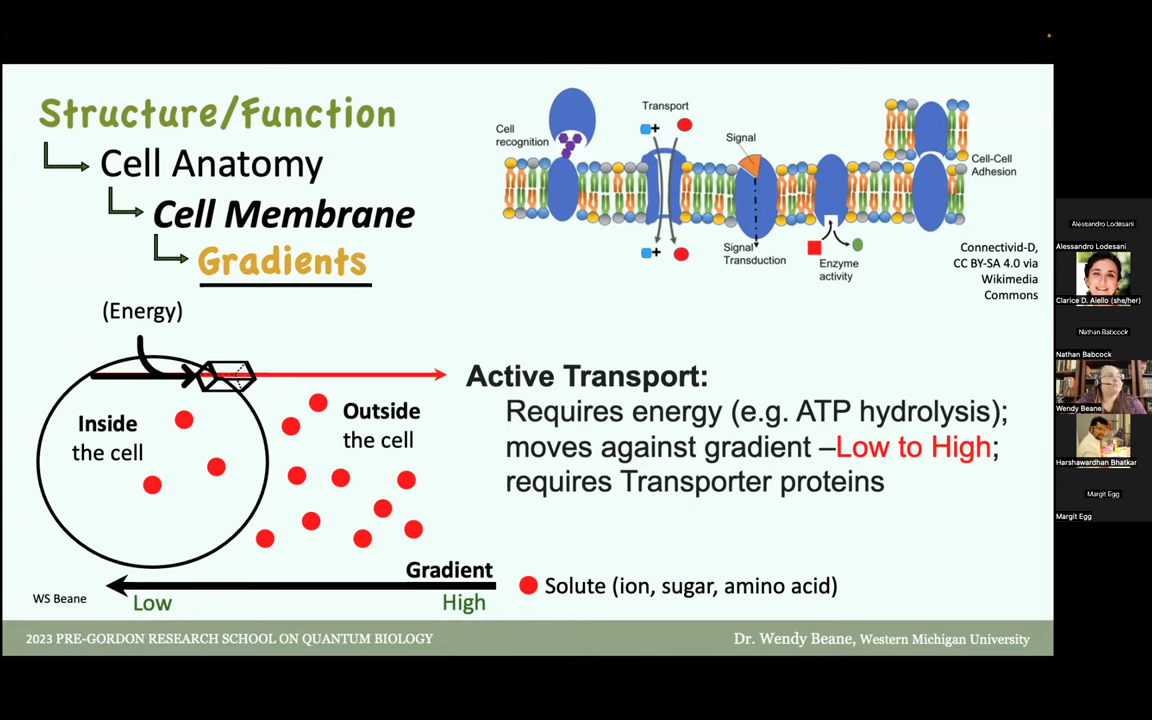 Structure/Function
Cell Anatomy
Cell Membrane
Gradients
Cell
recognition
Transport
+
Signal
Cell-Cell
Adhesion
+
Signal
Transduction
Enzyme
activity
Connectivid-D,
CC BY-SA 4.0 via
Wikimedia
Commons
(Energy)
Inside
the cell
Outside
the cell
Active Transport:
Requires energy (e.g. ATP hydrolysis);
moves against gradient –Low to High;
requires Transporter proteins
Gradient
Low
High
Solute (ion, sugar, amino acid)
WS Beane
2023 PRE-GORDON RESEARCH SCHOOL ON QUANTUM BIOLOGY
Dr. Wendy Beane, Western Michigan University
Alessandro Lodesani
Alessandro Lodesani
Clarice D. Aiello (she/her)
Nathan Babcock
Nathan Babcock
Wendy Beane
Harshawardhan Bhatkar
Margit Egg
Margit Egg